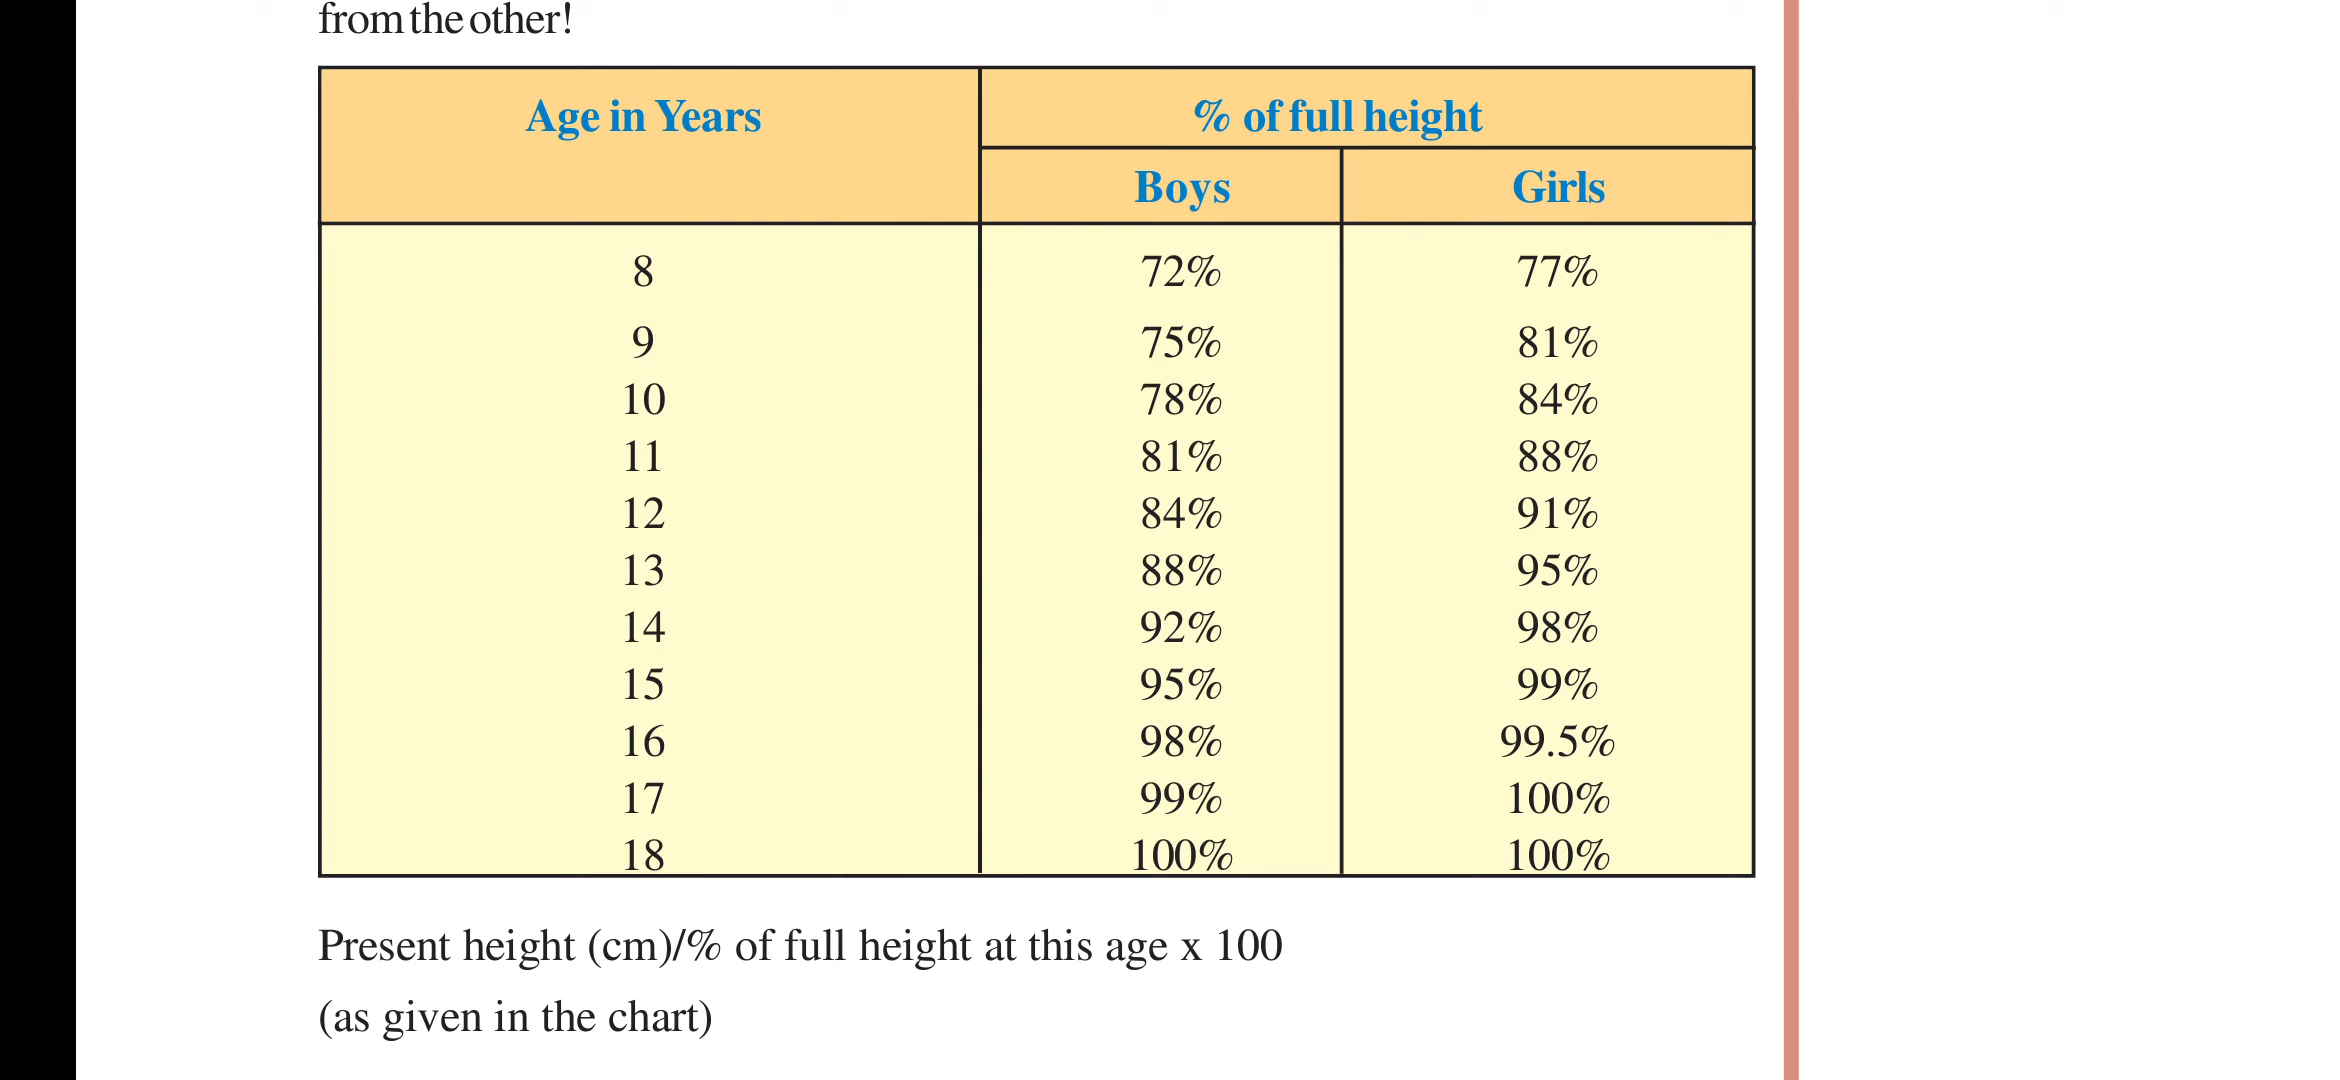 from the other!
Age in Years % of full height
Boys Girls
8 72% 77%
9 75% 81%
10 78% 84%
11 81% 88%
12 84% 91%
13 88% 95%
14 92% 98%
15 95% 99%
16 98% 99.5%
17 99% 100%
18 100% 100%
Present height (cm)/% of full height at this age x 100
(as given in the chart)